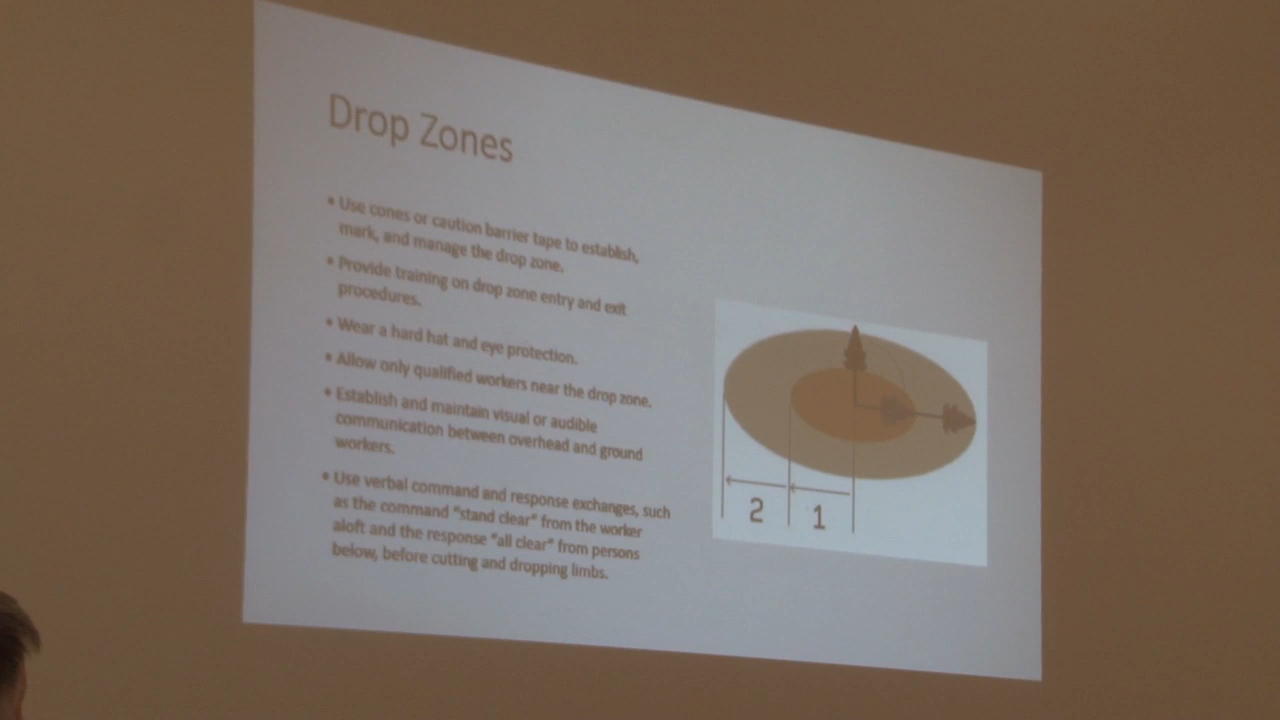 Drop Zones
• Use cones or caution barrier tape to establish,
mark, and manage the drop zone.
• Provide training on drop zone entry and exit
procedures.
• Wear a hard hat and eye protection.
• Allow only qualified workers near the drop zone.
• Establish and maintain visual or audible
communication between overhead and ground
workers.
• Use verbal command and response exchanges, such
as the command "stand clear" from the worker
aloft and the response "all clear" from persons
below, before cutting and dropping limbs.
2 1